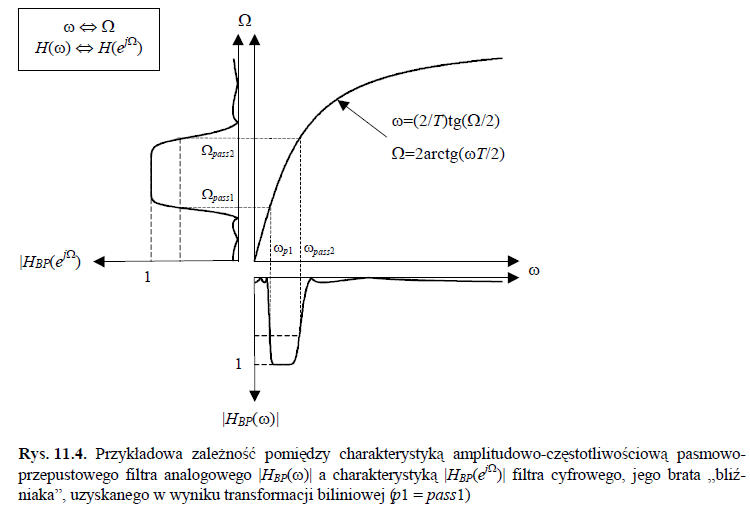 ω ⇔ Ω
H(ω) ⇔ H(e^{jΩ})
Ω
ω=(2/T)tg(Ω/2)
Ω=2arctg(ωT/2)
Ω_{pass2}
Ω_{pass1}
ω_{p1} ω_{pass2}
|H_{BP}(e^{jΩ})
1
ω
1
|H_{BP}(ω)|
Rys. 11.4. Przykładowa zależność pomiędzy charakterystyką amplitudowo-częstotliwościową pasmowo-
przepustowego filtra analogowego |H_{BP}(ω)| a charakterystyką |H_{BP}(e^{jΩ})| filtra cyfrowego, jego brata „bliź-
niaka”, uzyskanego w wyniku transformacji biliniowej (p1 = pass1)